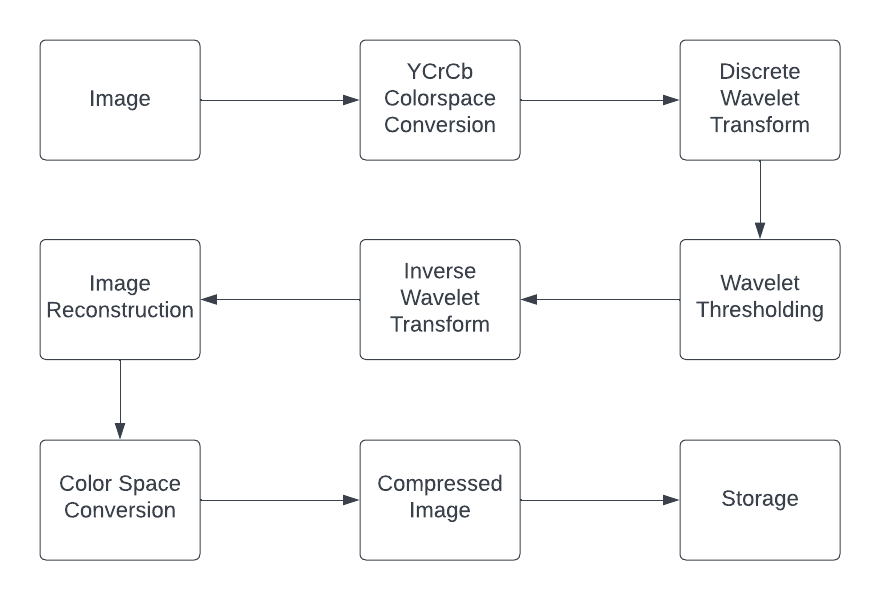 Image
YCrCb
Colorspace
Conversion
Discrete
Wavelet
Transform
Image
Reconstruction
Inverse
Wavelet
Transform
Wavelet
Thresholding
Color Space
Conversion
Compressed
Image
Storage